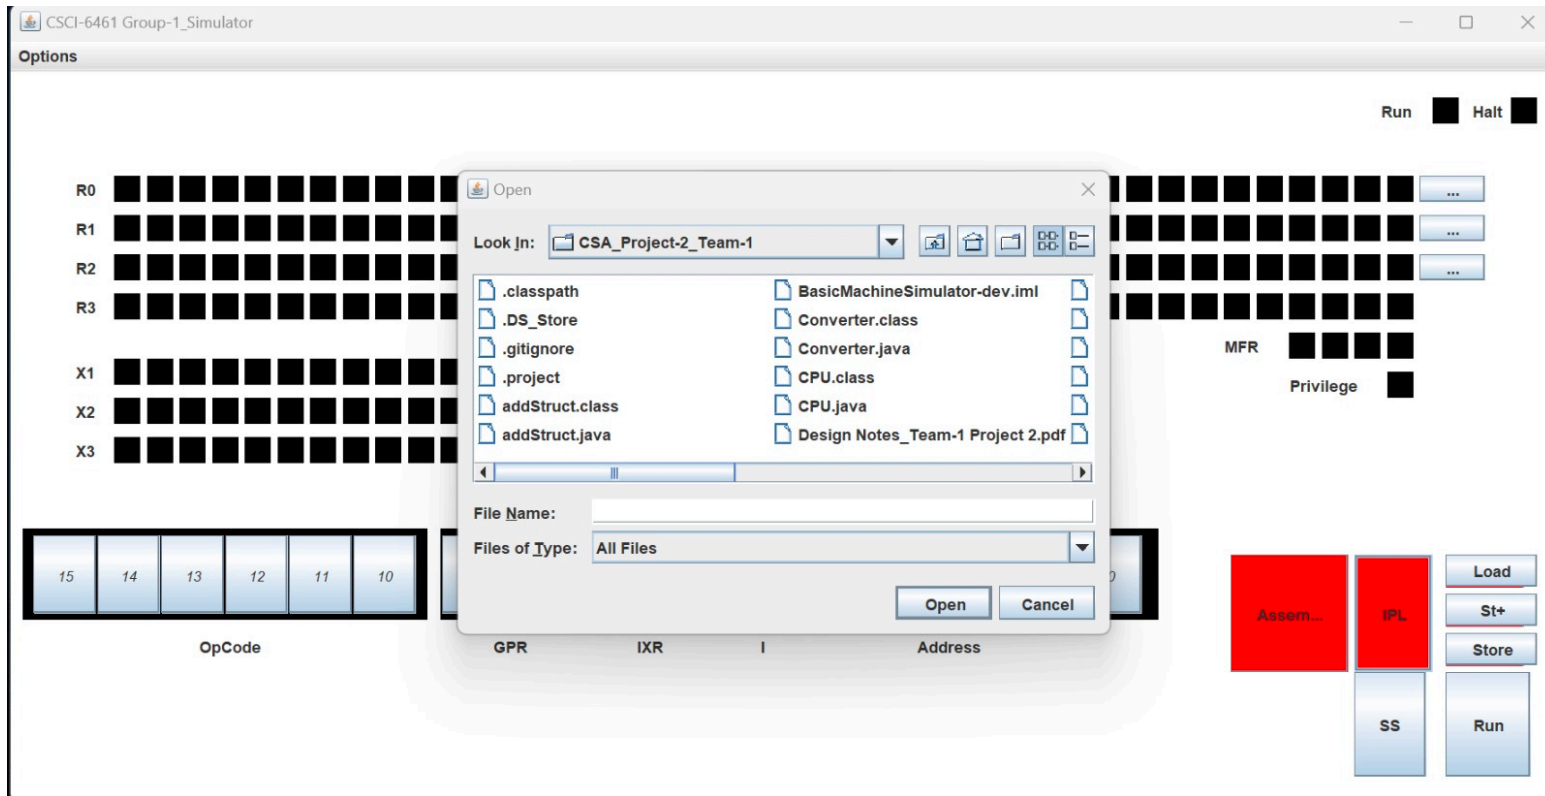 CSCI-6461 Group-1_Simulator
Options
Run Halt
R0 ...
R1 ...
R2 ...
R3
MFR
Privilege
X1
X2
X3
Open
Look In: CSA_Project-2_Team-1
.classpath BasicMachineSimulator-dev.iml
.DS_Store Converter.class
.gitignore Converter.java
.project CPU.class
addStruct.class CPU.java
addStruct.java Design Notes_Team-1 Project 2.pdf
File Name:
Files of Type: All Files
Open Cancel
15 14 13 12 11 10
OpCode GPR IXR I Address
Assem... IPL Load
St+
Store
SS Run